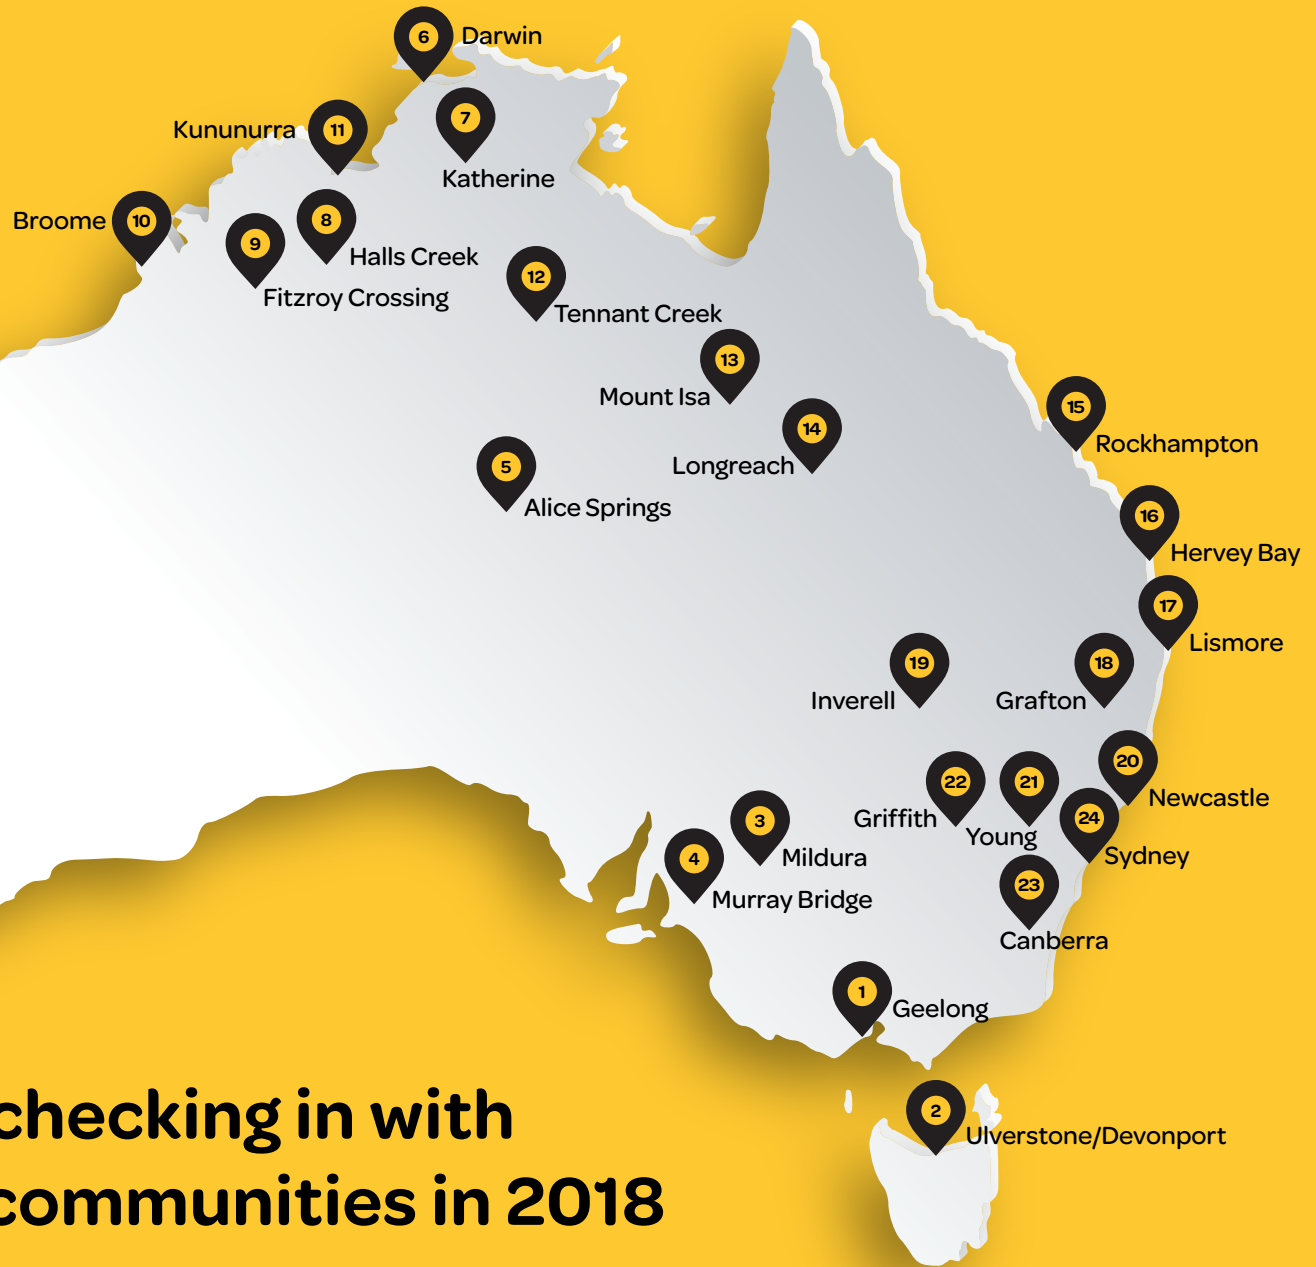 6
Darwin
7
Katherine
Kununurra
11
Broome
10
9
Fitzroy Crossing
8
Halls Creek
12
Tennant Creek
13
Mount Isa
14
Longreach
15
Rockhampton
5
Alice Springs
16
Hervey Bay
17
Lismore
19
Inverell
18
Grafton
20
Newcastle
22
Griffith
21
Young
24
Sydney
3
Mildura
4
Murray Bridge
23
Canberra
1
Geelong
2
Ulverstone/Devonport
checking in with
communities in 2018